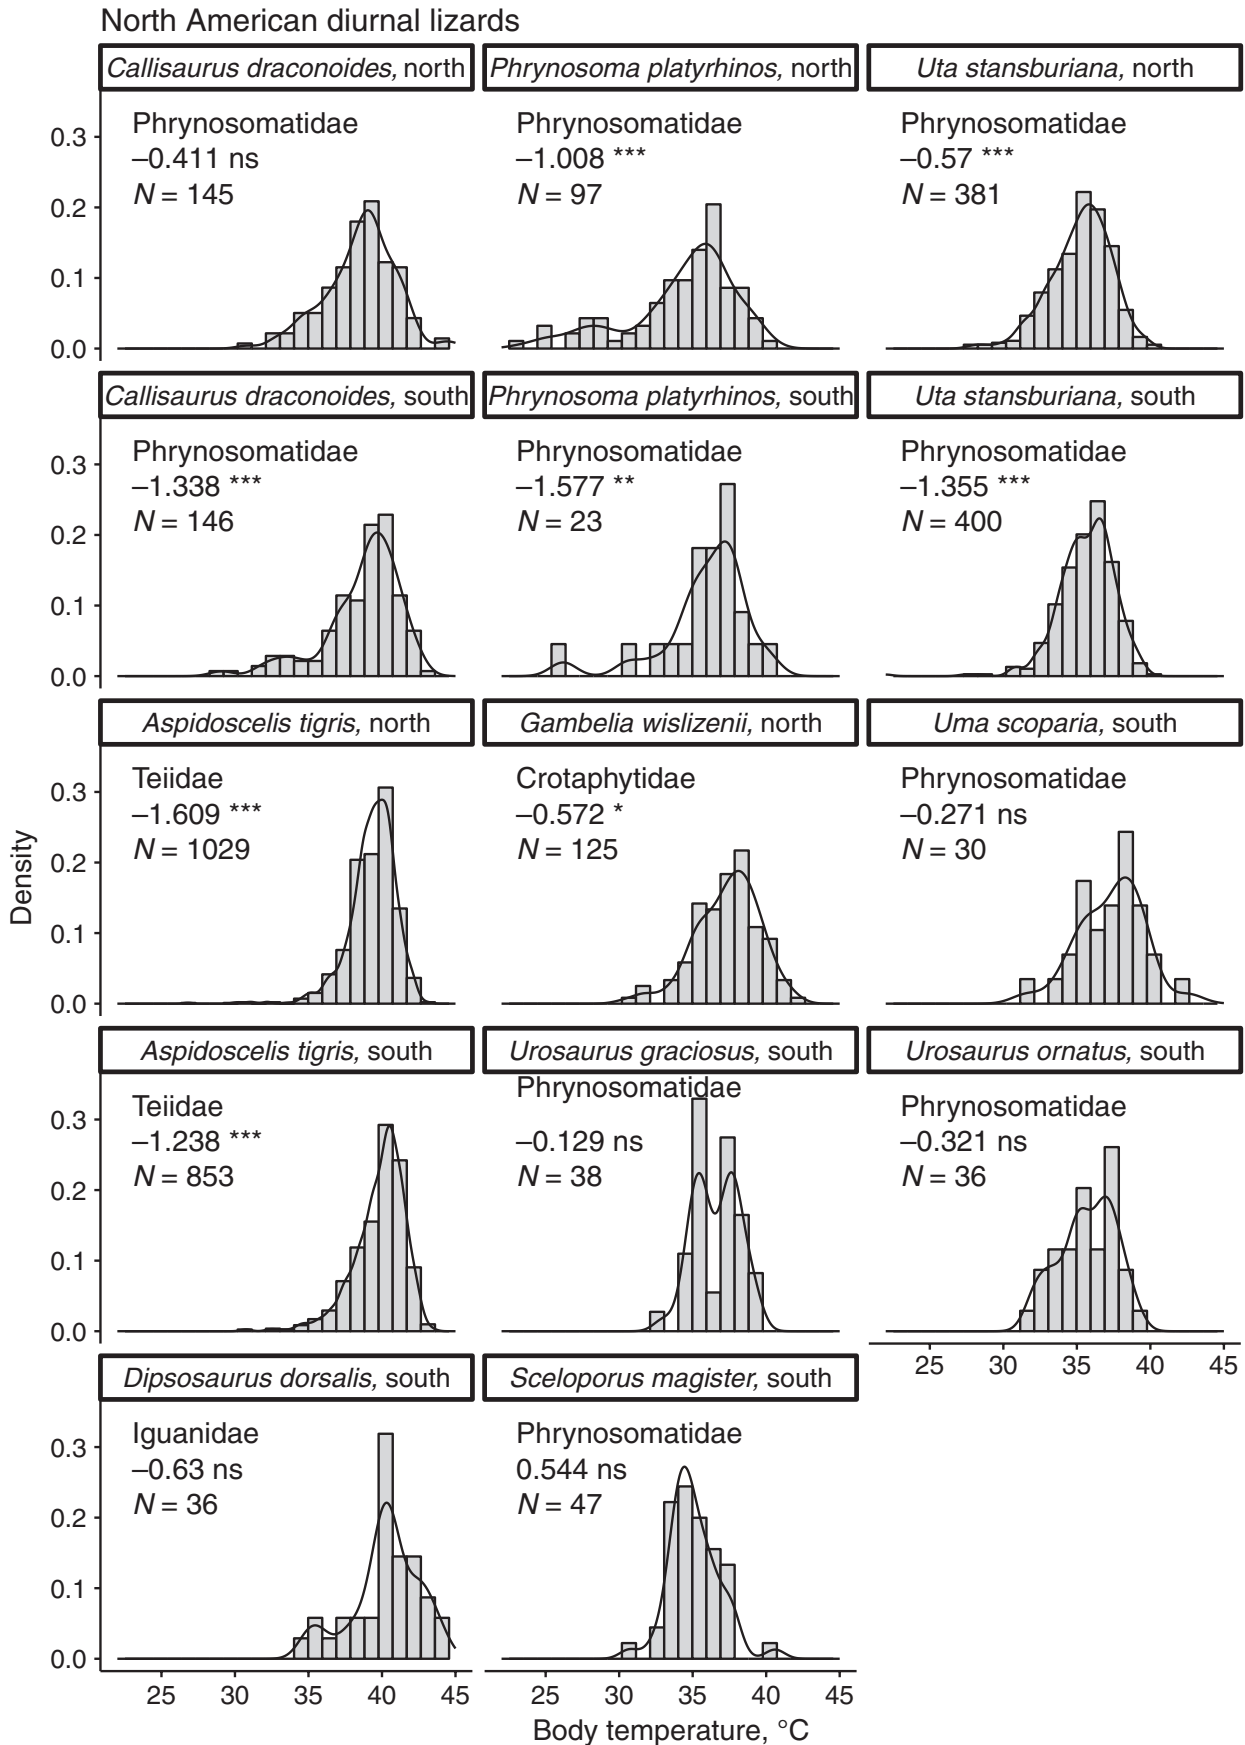 North American diurnal lizards
Callisaurus draconoides, north
Phrynosomatidae
–0.411 ns
N = 145
Phrynosoma platyrhinos, north
Phrynosomatidae
–1.008 ***
N = 97
Uta stansburiana, north
Phrynosomatidae
–0.57 ***
N = 381
0.3
0.2
0.1
0.0
Callisaurus draconoides, south
Phrynosomatidae
–1.338 ***
N = 146
Phrynosoma platyrhinos, south
Phrynosomatidae
–1.577 **
N = 23
Uta stansburiana, south
Phrynosomatidae
–1.355 ***
N = 400
0.3
0.2
0.1
0.0
Aspidoscelis tigris, north
Teiidae
–1.609 ***
N = 1029
Gambelia wislizenii, north
Crotaphytidae
–0.572 *
N = 125
Uma scoparia, south
Phrynosomatidae
–0.271 ns
N = 30
0.3
0.2
0.1
0.0
Density
Aspidoscelis tigris, south
Teiidae
–1.238 ***
N = 853
Urosaurus graciosus, south
Phrynosomatidae
–0.129 ns
N = 38
Urosaurus ornatus, south
Phrynosomatidae
–0.321 ns
N = 36
0.3
0.2
0.1
0.0
25 30 35 40 45
Dipsosaurus dorsalis, south
Iguanidae
–0.63 ns
N = 36
Sceloporus magister, south
Phrynosomatidae
0.544 ns
N = 47
0.3
0.2
0.1
0.0
25 30 35 40 45
25 30 35 40 45
Body temperature, °C